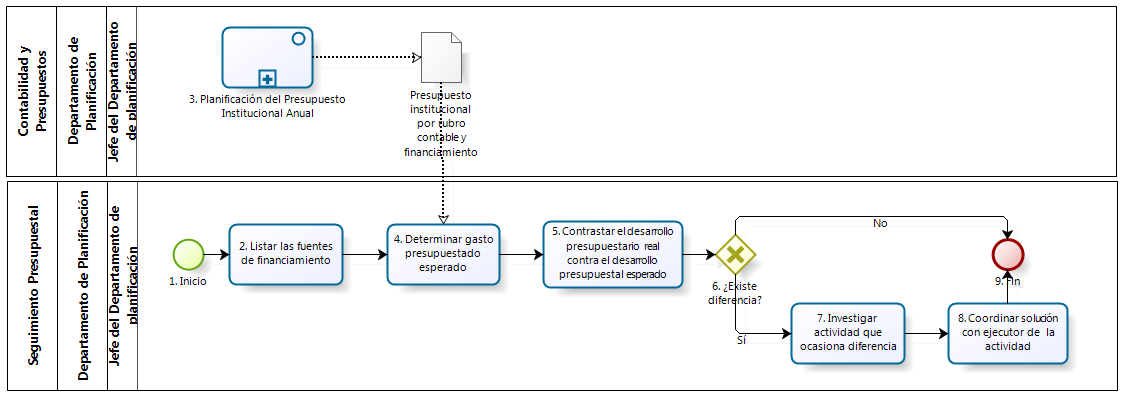 Contabilidad y
Presupuestos
Departamento de
Planificación
Jefe del Departamento
de planificación
3. Planificación del Presupuesto
Institucional Anual
Presupuesto
institucional
por rubro
contable y
financiamiento
Seguimiento Presupuestal
Departamento de Planificación
Jefe del Departamento de
planificación
1. Inicio
2. Listar las fuentes
de financiamiento
4. Determinar gasto
presupuestado
esperado
5. Contrastar el desarrollo
presupuestario real
contra el desarrollo
presupuestal esperado
6. ¿Existe
diferencia?
No
Sí
7. Investigar
actividad que
ocasiona diferencia
8. Coordinar solución
con ejecutor de la
actividad
9. Fin